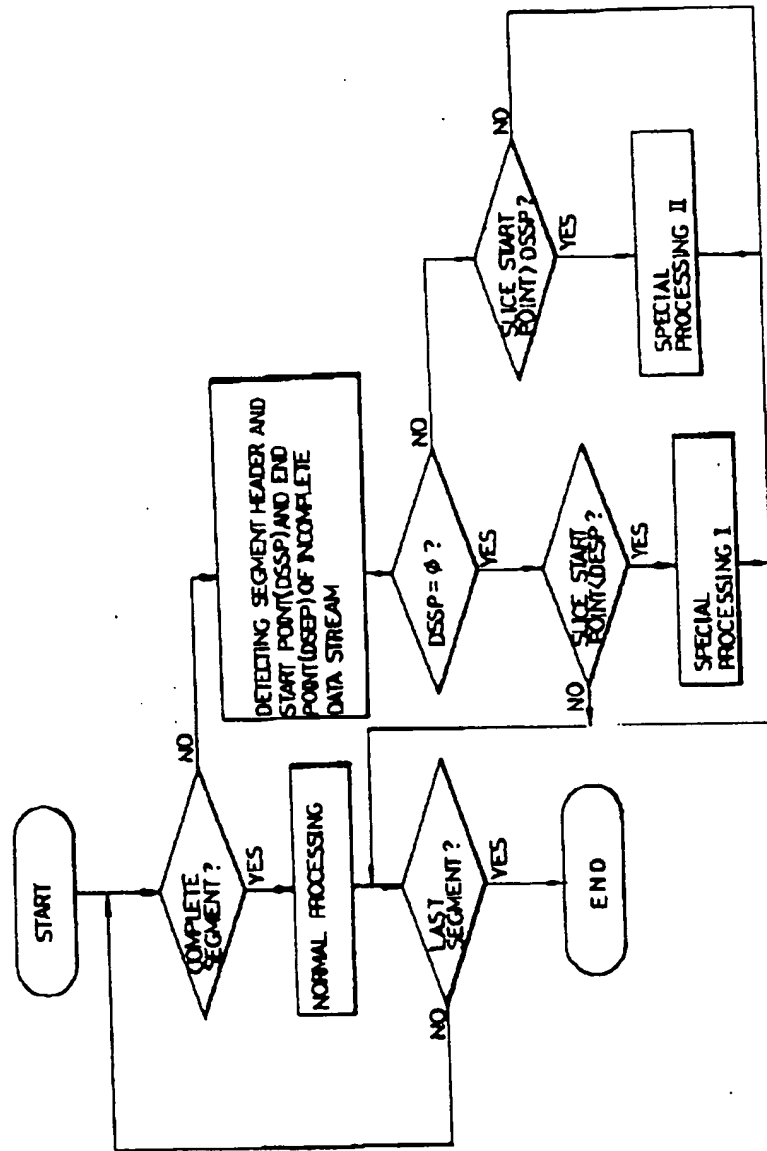 START
COMPLETE
SEGMENT?
NO
YES
DETECTING SEGMENT HEADER AND
START POINT(DSSP) AND END
POINT(DSEP) OF INCOMPLETE
DATA STREAM
NORMAL PROCESSING
DSSP = ø ?
NO
YES
SLICE START
POINT) DSSP?
NO
YES
LAST
SEGMENT?
NO
YES
SLICE START
POINT(DESP?
NO
YES
SPECIAL
PROCESSING II
SPECIAL
PROCESSING I
END